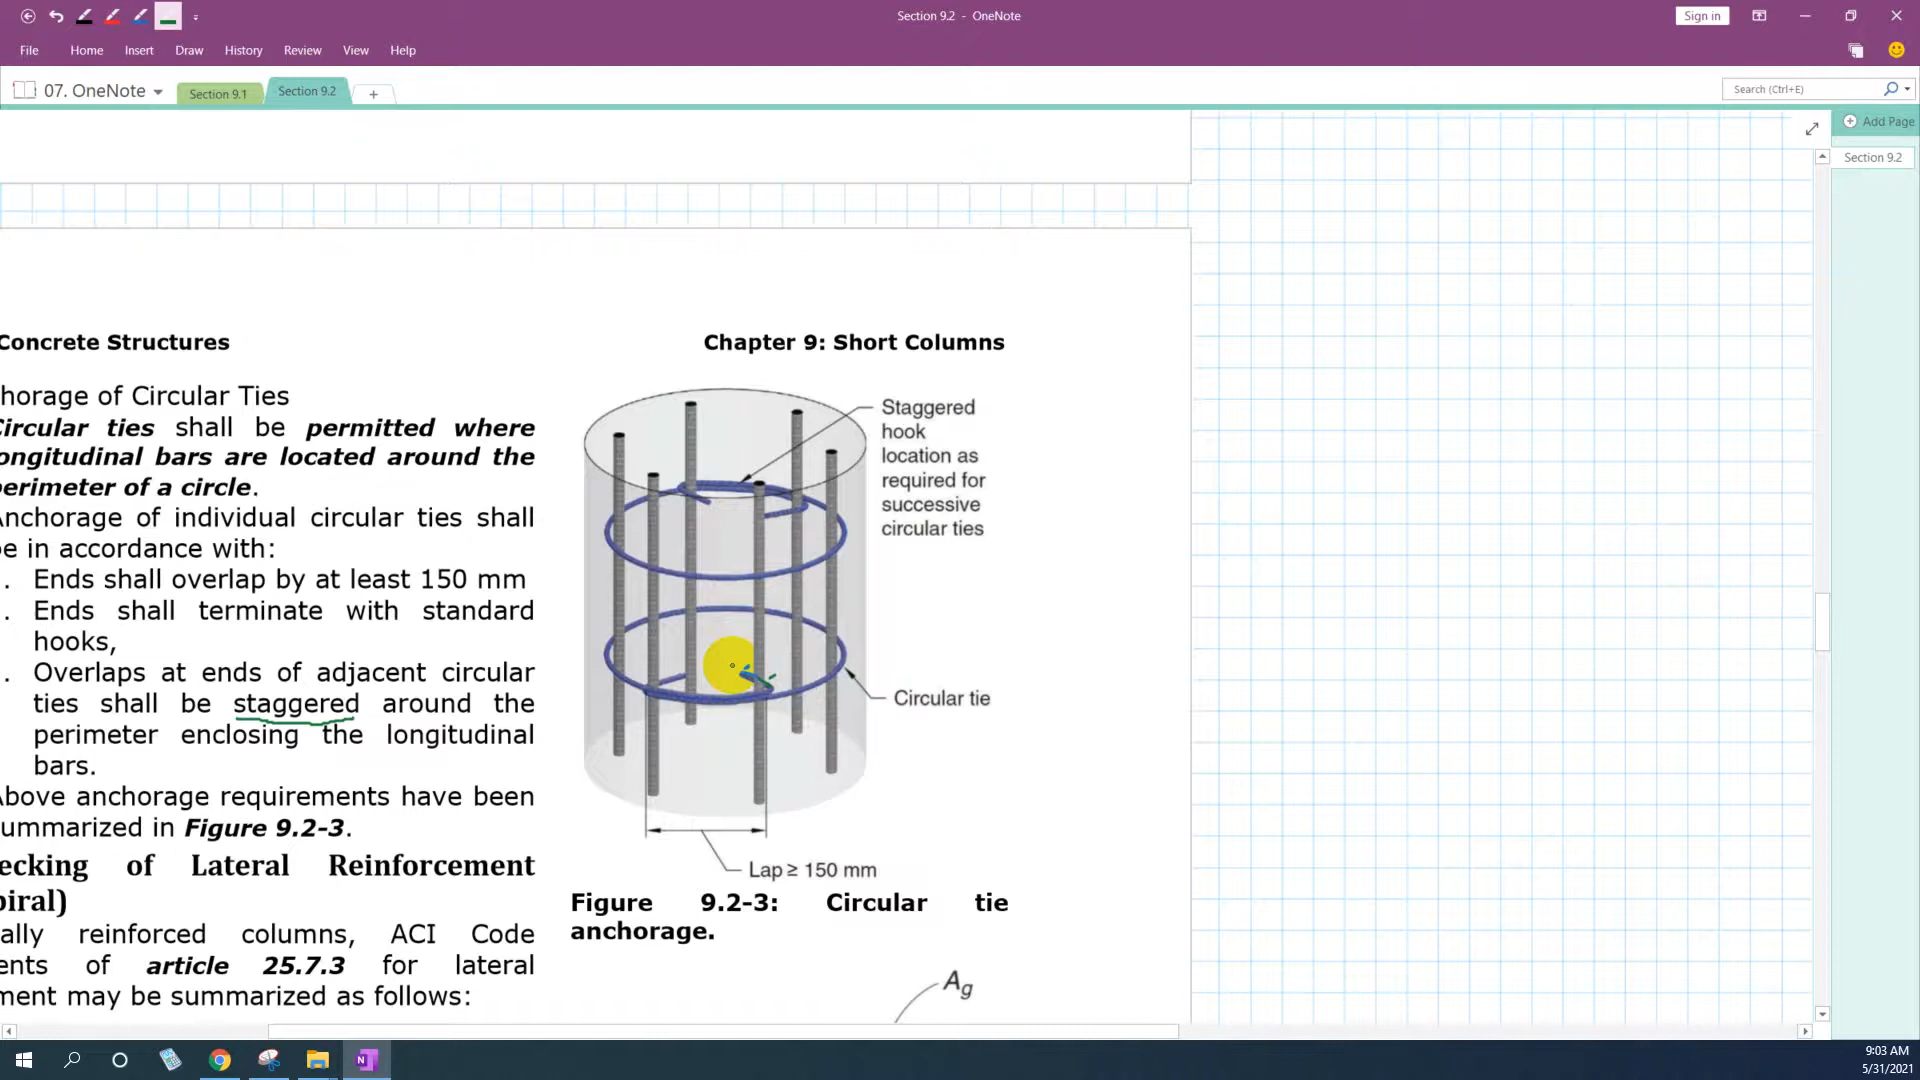 Section 9.2 - OneNote
Sign in
File Home Insert Draw History Review View Help
07. OneNote Section 9.1 Section 9.2 +
Search (Ctrl+E)
Add Page
Section 9.2
Concrete Structures
Chapter 9: Short Columns
horage of Circular Ties
Circular ties shall be permitted where
ongitudinal bars are located around the
perimeter of a circle.
Anchorage of individual circular ties shall
be in accordance with:
. Ends shall overlap by at least 150 mm
. Ends shall terminate with standard
hooks,
. Overlaps at ends of adjacent circular
ties shall be staggered around the
perimeter enclosing the longitudinal
bars.
Above anchorage requirements have been
summarized in Figure 9.2-3.
ecking of Lateral Reinforcement
piral)
ally reinforced columns, ACI Code
ents of article 25.7.3 for lateral
ment may be summarized as follows:
Staggered
hook
location as
required for
successive
circular ties
Circular tie
Lap ≥ 150 mm
Figure 9.2-3: Circular tie
anchorage.
Ag
9:03 AM
5/31/2021